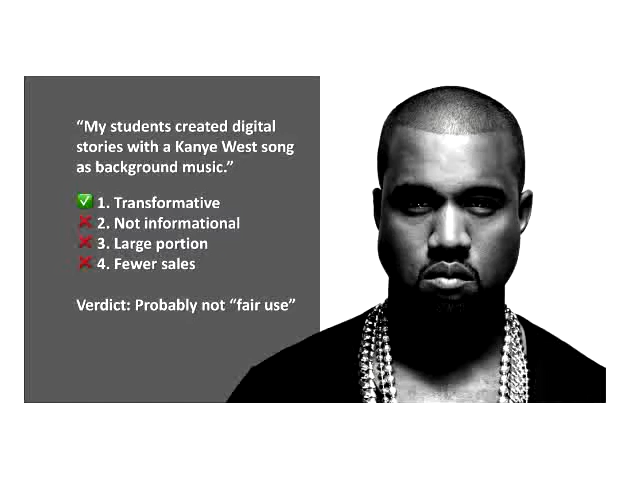 “My students created digital
stories with a Kanye West song
as background music.”
✅ 1. Transformative
❌ 2. Not informational
❌ 3. Large portion
❌ 4. Fewer sales
Verdict: Probably not “fair use”